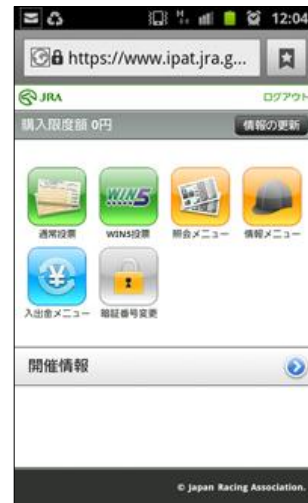 12:04
https://www.ipat.jra.g...
JRA ログアウト
購入限度額 0円 情報の更新
WIN5
通常投票 WIN5投票 照会メニュー 情報メニュー
入出金メニュー 暗証番号変更
開催情報
© Japan Racing Association.